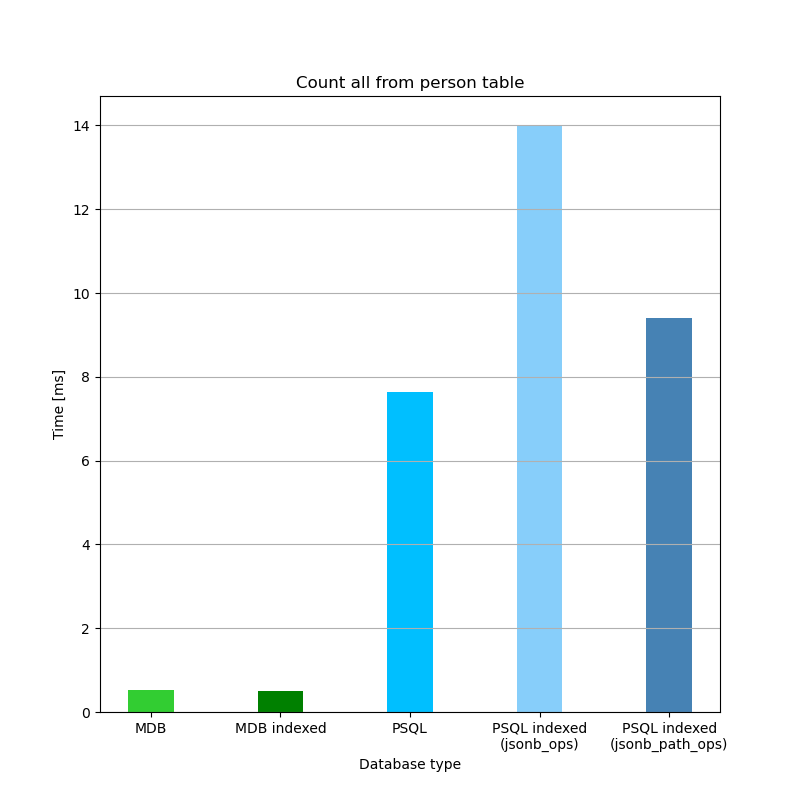 Count all from person table
14
12
10
8
6
4
2
0
Time [ms]
MDB
MDB indexed
PSQL
PSQL indexed
(jsonb_ops)
PSQL indexed
(jsonb_path_ops)
Database type